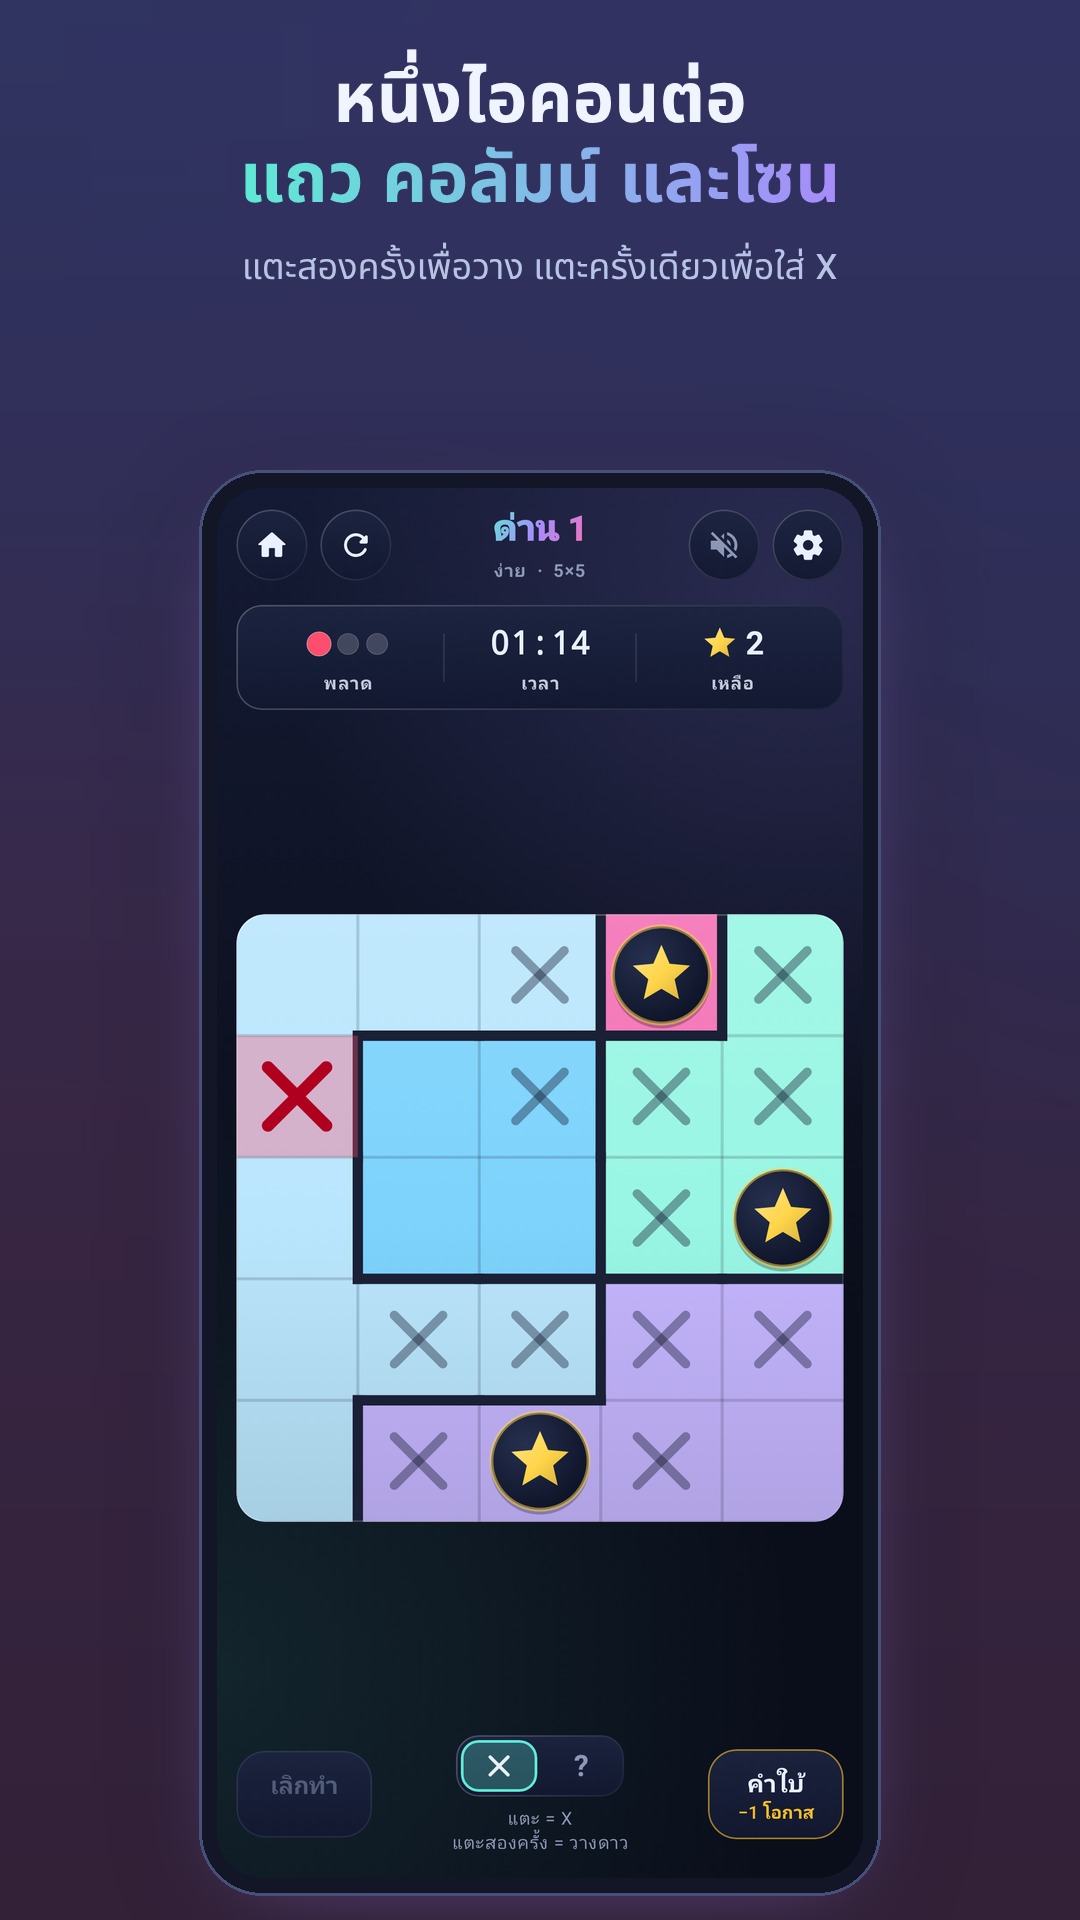 หนึ่งไอคอนต่อ
แถว คอลัมน์ และโซน
แตะสองครั้งเพื่อวาง แตะครั้งเดียวเพื่อใส่ X
ด่าน 1
ง่าย · 5×5
01:14
2
พลาด
เวลา
เหลือ
เลิกทำ
?
คำใบ้
−1 โอกาส
แตะ = X
แตะสองครั้ง = วางดาว